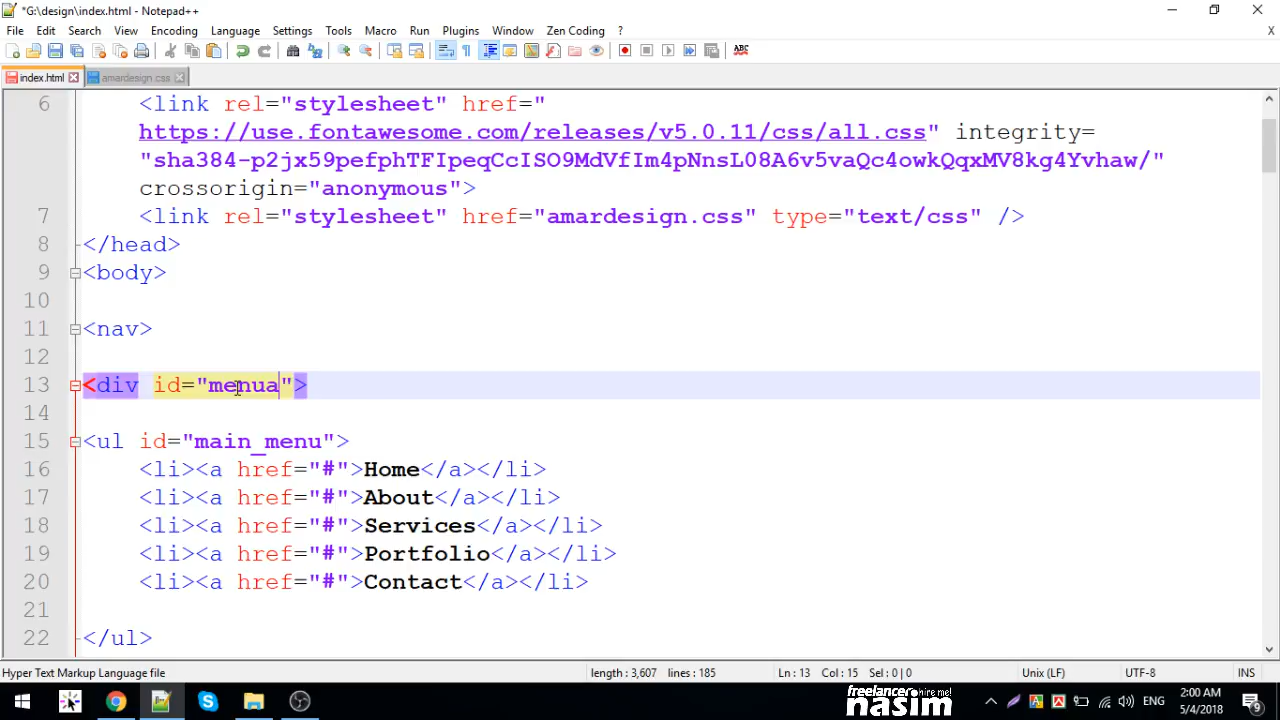 *G:\design\index.html - Notepad++
File Edit Search View Encoding Language Settings Tools Macro Run Plugins Window Zen Coding ?
X
ABC
index.html amardesign.css
6 <link rel="stylesheet" href="
https://use.fontawesome.com/releases/v5.0.11/css/all.css" integrity=
"sha384-p2jx59pefphTFIpeqCcISO9MdVfIm4pNnsL08A6v5vaQc4owkQqxMV8kg4Yvhaw/"
crossorigin="anonymous">
7 <link rel="stylesheet" href="amardesign.css" type="text/css" />
8 </head>
9 <body>
10
11 <nav>
12
13 <div id="menua">
14
15 <ul id="main_menu">
16 <li><a href="#">Home</a></li>
17 <li><a href="#">About</a></li>
18 <li><a href="#">Services</a></li>
19 <li><a href="#">Portfolio</a></li>
20 <li><a href="#">Contact</a></li>
21
22 </ul>
Hyper Text Markup Language file length : 3,607 lines : 185 Ln : 13 Col : 15 Sel : 0 | 0 Unix (LF) UTF-8 INS
freelancer hire me!
nasim
ENG
2:00 AM
5/4/2018
9